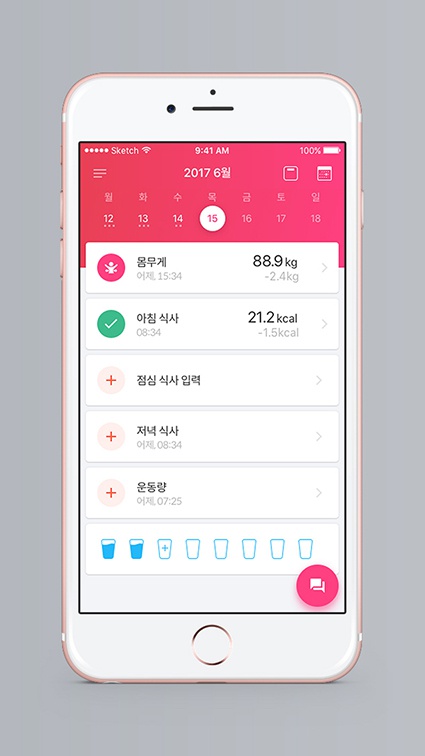 ●●●●● Sketch 9:41 AM 100%
2017 6월
월 화 수 목 금 토 일
12 13 14 15 16 17 18
몸무게 88.9 kg
어제, 15:34 -2.4kg
아침 식사 21.2 kcal
08:34 -1.5kcal
점심 식사 입력
저녁 식사
어제, 08:34
운동량
어제, 07:25